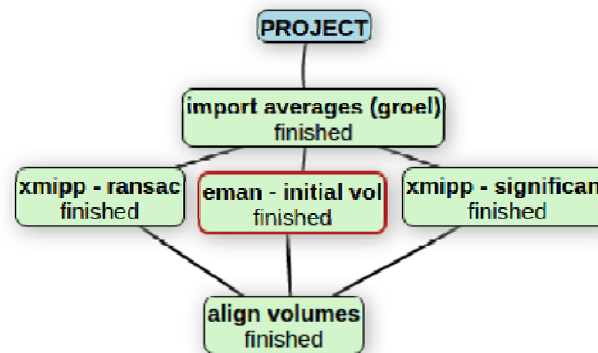 PROJECT
import averages (groel)
finished
xmipp - ransac
finished
eman - initial vol
finished
xmipp - significan
finished
align volumes
finished